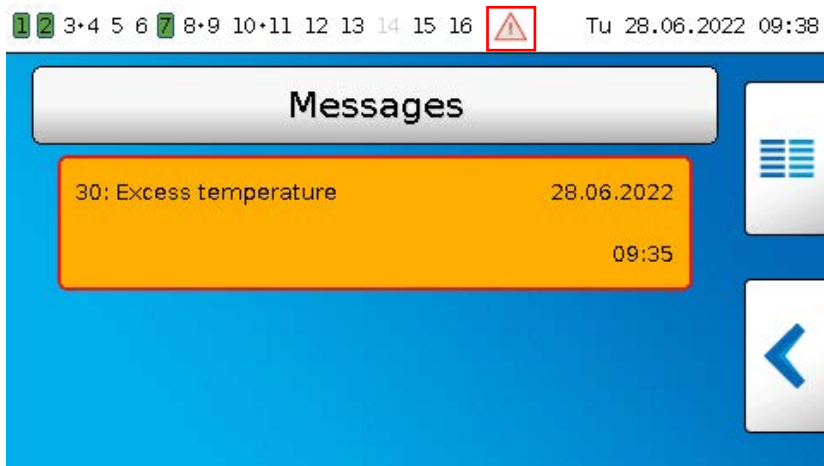 1 2 3+4 5 6 7 8+9 10+11 12 13 14 15 16 Tu 28.06.2022 09:38
Messages
30: Excess temperature 28.06.2022
09:35